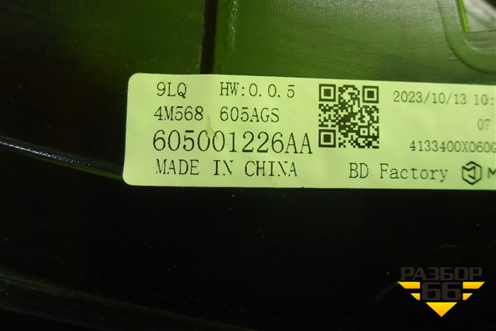 9LQ HW:0.0.5
4M568 605AGS
605001226AA
MADE IN CHINA
2023/10/13 10:
07
4133400X060G
BD Factory M
РАЗБОР
66